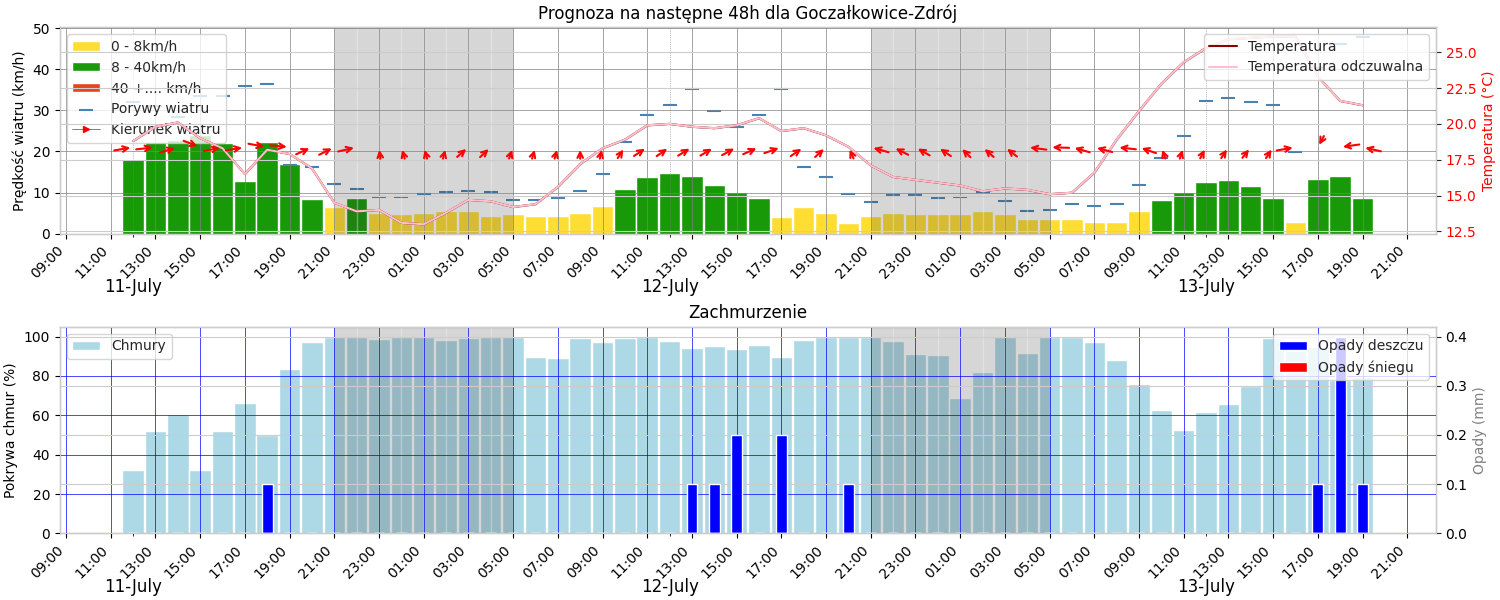 Prognoza na następne 48h dla Goczałkowice-Zdrój
Prędkość wiatru (km/h)
50
40
30
20
10
0
0 - 8km/h
8 - 40km/h
40 +.... km/h
Porywy wiatru
Kierunek wiatru
Temperatura
Temperatura odczuwalna
25.0
22.5
20.0
17.5
15.0
12.5
Temperatura (°C)
09:00 11:00 13:00 15:00 17:00 19:00 21:00 23:00 01:00 03:00 05:00 07:00 09:00 11:00 13:00 15:00 17:00 19:00 21:00 23:00 01:00 03:00 05:00 07:00 09:00 11:00 13:00 15:00 17:00 19:00 21:00
11-July 12-July 13-July
Zachmurzenie
Pokrywa chmur (%)
100
80
60
40
20
0
Chmury
Opady deszczu
Opady śniegu
0.4
0.3
0.2
0.1
0.0
Opady (mm)
09:00 11:00 13:00 15:00 17:00 19:00 21:00 23:00 01:00 03:00 05:00 07:00 09:00 11:00 13:00 15:00 17:00 19:00 21:00 23:00 01:00 03:00 05:00 07:00 09:00 11:00 13:00 15:00 17:00 19:00 21:00
11-July 12-July 13-July